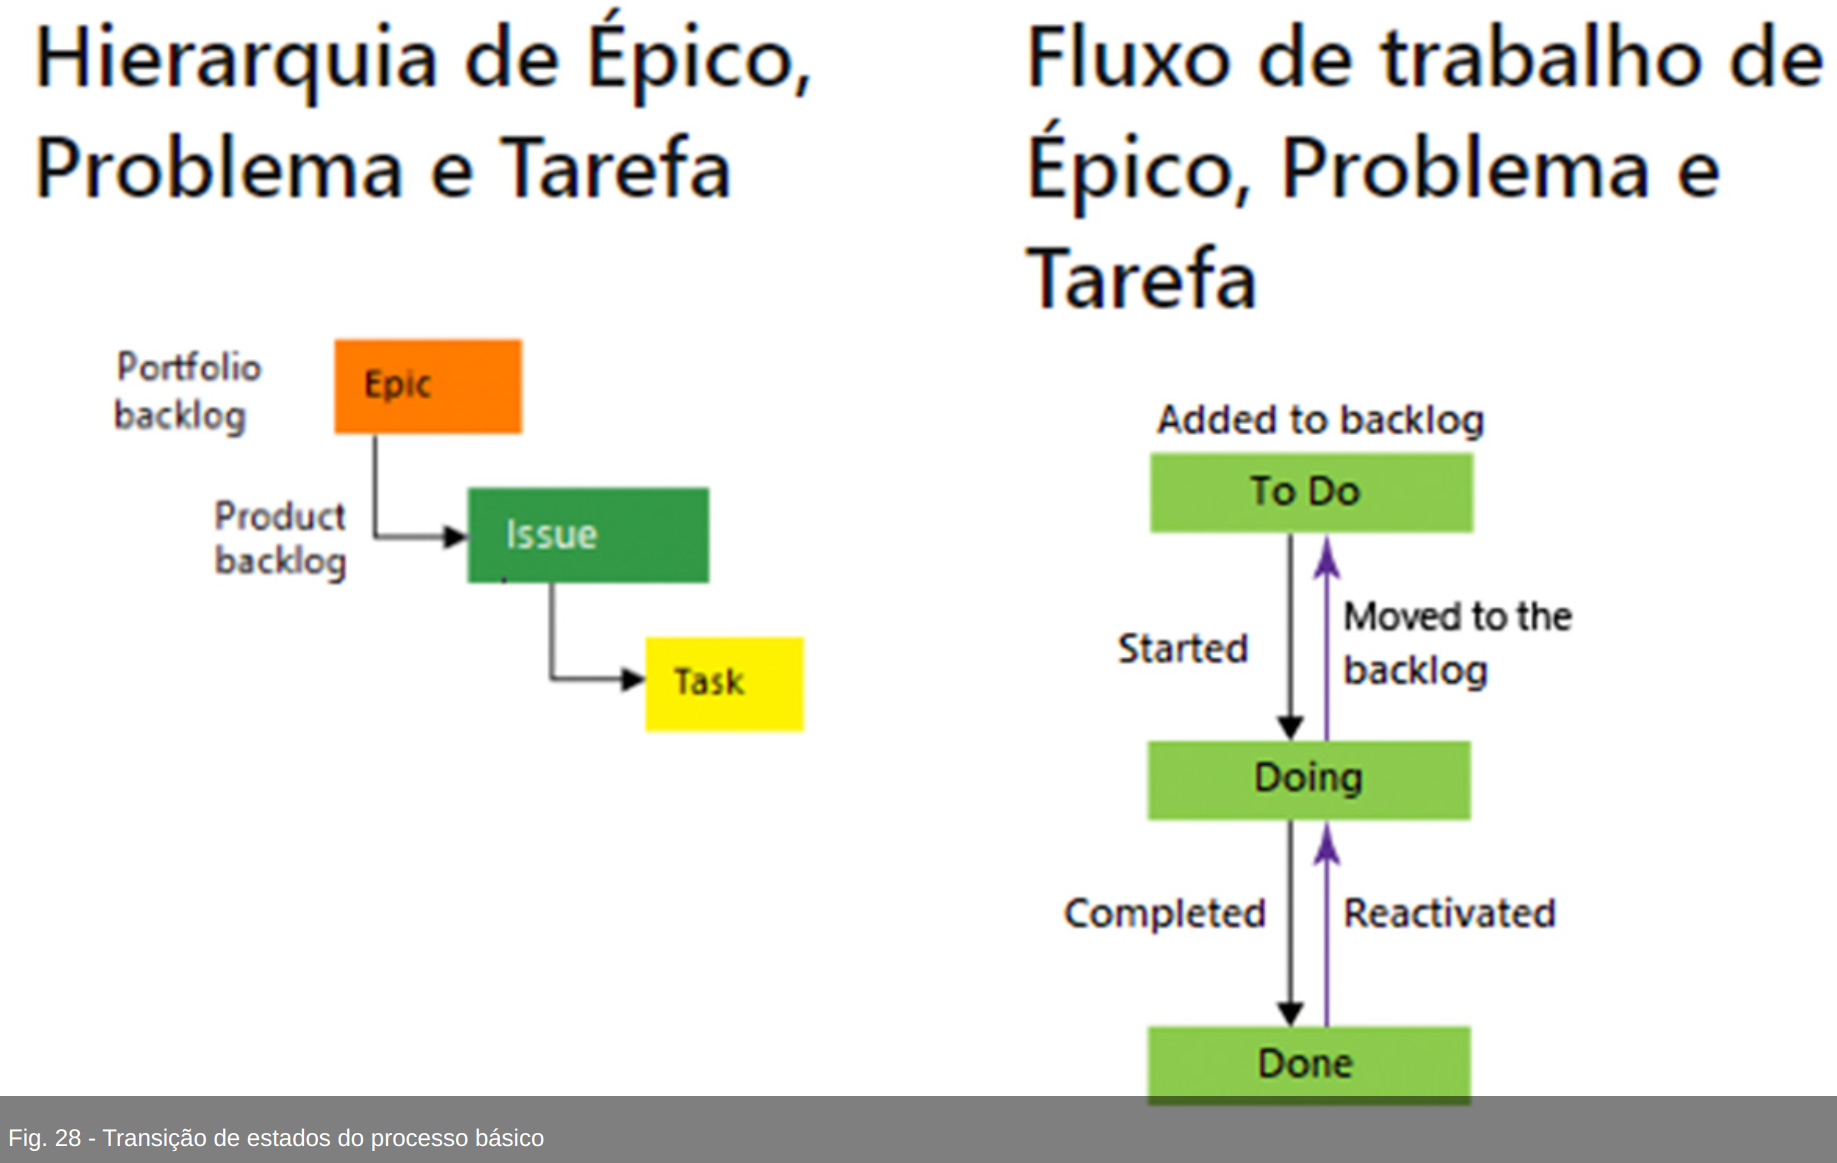 Hierarquia de Épico,
Problema e Tarefa
Portfolio
backlog
Epic
Product
backlog
Issue
Task
Fluxo de trabalho de
Épico, Problema e
Tarefa
Added to backlog
To Do
Started
Moved to the
backlog
Doing
Completed
Reactivated
Done
Fig. 28 - Transição de estados do processo básico